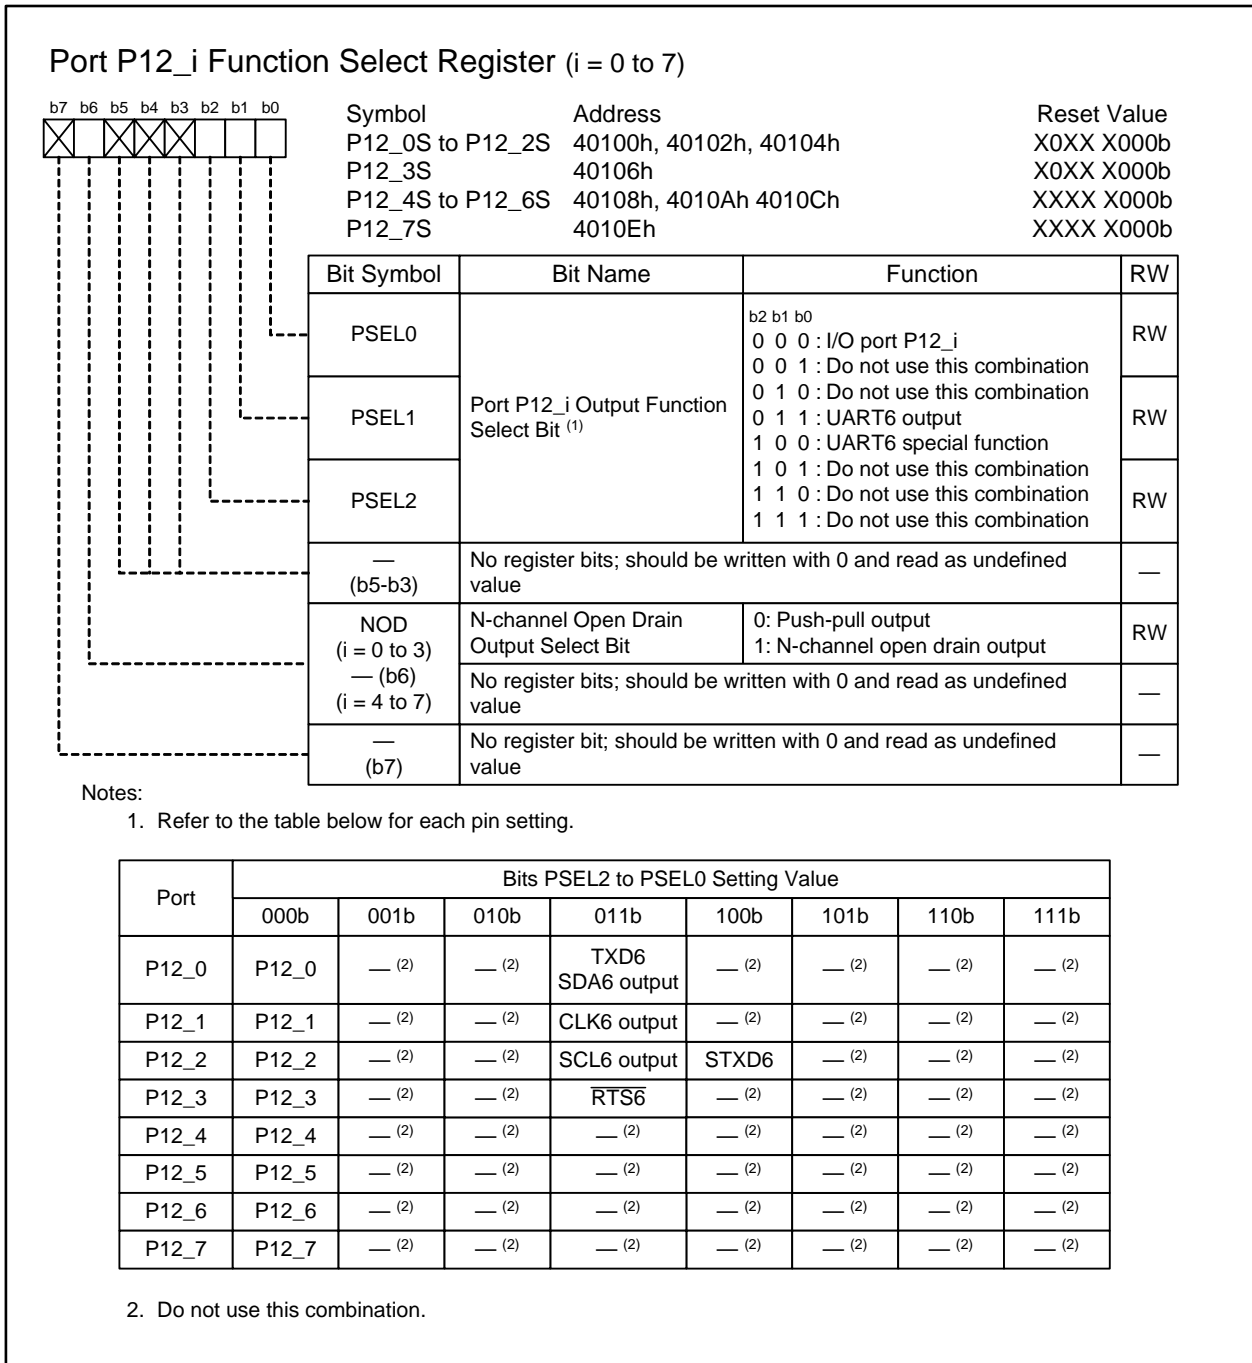 Port P12_i Function Select Register (i = 0 to 7)
b7 b6 b5 b4 b3 b2 b1 b0
Symbol Address Reset Value
P12_0S to P12_2S 40100h, 40102h, 40104h X0XX X000b
P12_3S 40106h X0XX X000b
P12_4S to P12_6S 40108h, 4010Ah 4010Ch XXXX X000b
P12_7S 4010Eh XXXX X000b
Bit Symbol Bit Name Function RW
PSEL0
PSEL1
PSEL2
Port P12_i Output Function
Select Bit (1)
b2 b1 b0
0 0 0 : I/O port P12_i
0 0 1 : Do not use this combination
0 1 0 : Do not use this combination
0 1 1 : UART6 output
1 0 0 : UART6 special function
1 0 1 : Do not use this combination
1 1 0 : Do not use this combination
1 1 1 : Do not use this combination
RW
RW
RW
—
(b5-b3)
No register bits; should be written with 0 and read as undefined
value
—
NOD
(i = 0 to 3)
— (b6)
(i = 4 to 7)
N-channel Open Drain
Output Select Bit
0: Push-pull output
1: N-channel open drain output
RW
No register bits; should be written with 0 and read as undefined
value
—
—
(b7)
No register bit; should be written with 0 and read as undefined
value
—
Notes:
1. Refer to the table below for each pin setting.
Port
Bits PSEL2 to PSEL0 Setting Value
000b 001b 010b 011b 100b 101b 110b 111b
P12_0 P12_0 — (2) — (2) TXD6
SDA6 output — (2) — (2) — (2) — (2)
P12_1 P12_1 — (2) — (2) CLK6 output — (2) — (2) — (2) — (2)
P12_2 P12_2 — (2) — (2) SCL6 output STXD6 — (2) — (2) — (2)
P12_3 P12_3 — (2) — (2) RTS6 — (2) — (2) — (2) — (2)
P12_4 P12_4 — (2) — (2) — (2) — (2) — (2) — (2) — (2)
P12_5 P12_5 — (2) — (2) — (2) — (2) — (2) — (2) — (2)
P12_6 P12_6 — (2) — (2) — (2) — (2) — (2) — (2) — (2)
P12_7 P12_7 — (2) — (2) — (2) — (2) — (2) — (2) — (2)
2. Do not use this combination.